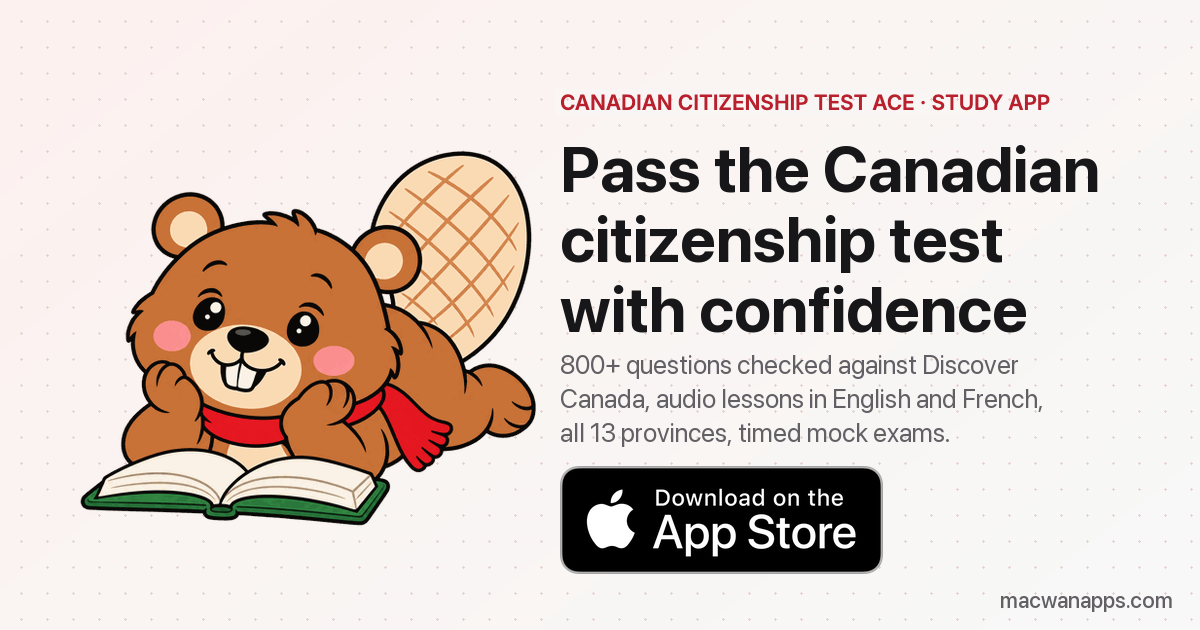 CANADIAN CITIZENSHIP TEST ACE · STUDY APP
Pass the Canadian
citizenship test
with confidence
800+ questions checked against Discover
Canada, audio lessons in English and French,
all 13 provinces, timed mock exams.
Download on the
App Store
macwanapps.com